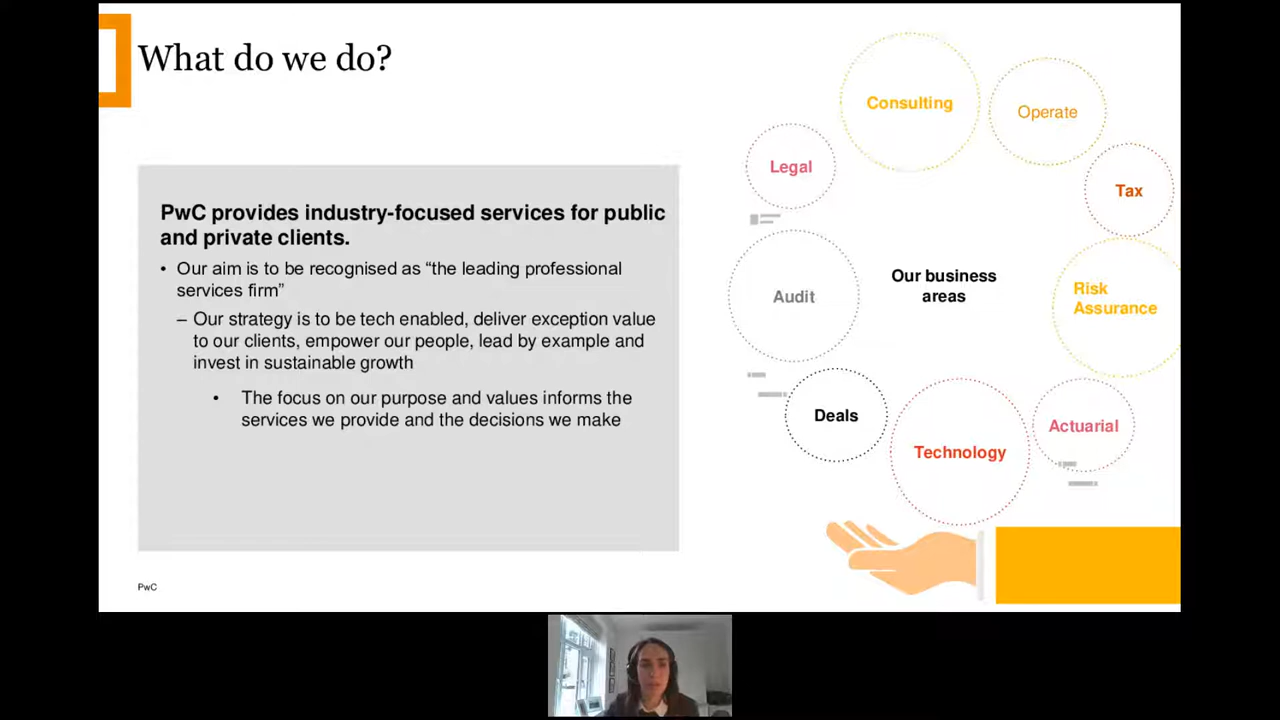 What do we do?
PwC provides industry-focused services for public
and private clients.
• Our aim is to be recognised as “the leading professional
services firm”
– Our strategy is to be tech enabled, deliver exception value
to our clients, empower our people, lead by example and
invest in sustainable growth
• The focus on our purpose and values informs the
services we provide and the decisions we make
Consulting
Operate
Legal
Tax
Audit
Our business
areas
Risk
Assurance
Deals
Technology
Actuarial
PwC